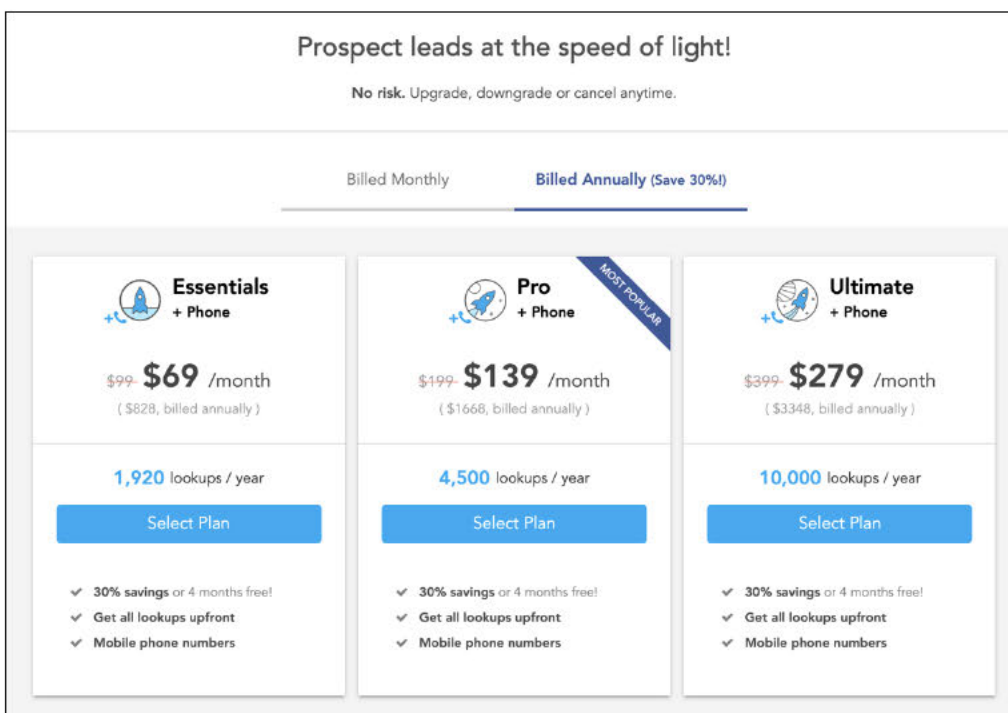 Prospect leads at the speed of light!
No risk. Upgrade, downgrade or cancel anytime.
Billed Monthly
Billed Annually (Save 30%!)
Essentials
+ Phone
$99 $69 /month
( $828, billed annually )
1,920 lookups / year
Select Plan
30% savings or 4 months free!
Get all lookups upfront
Mobile phone numbers
MOST POPULAR
Pro
+ Phone
$199 $139 /month
( $1668, billed annually )
4,500 lookups / year
Select Plan
30% savings or 4 months free!
Get all lookups upfront
Mobile phone numbers
Ultimate
+ Phone
$399 $279 /month
( $3348, billed annually )
10,000 lookups / year
Select Plan
30% savings or 4 months free!
Get all lookups upfront
Mobile phone numbers